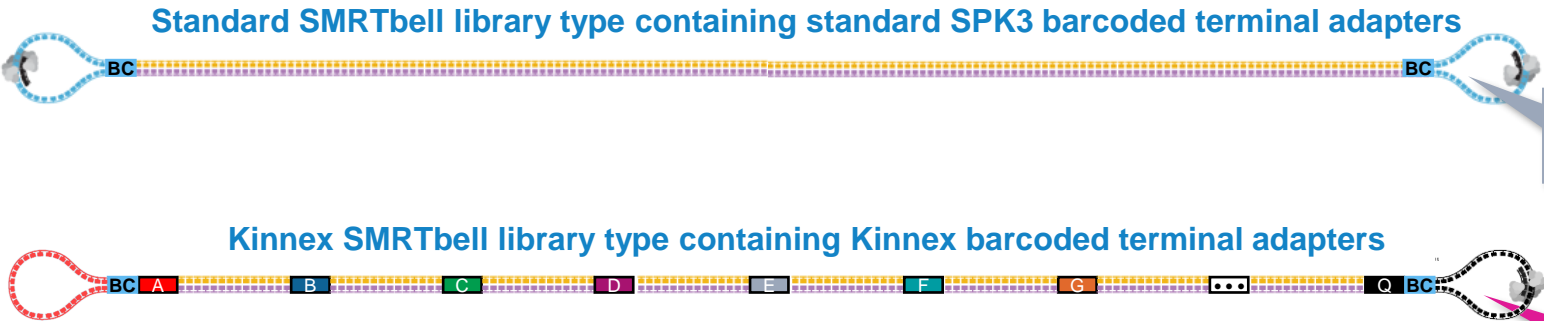 Standard SMRTbell library type containing standard SPK3 barcoded terminal adapters
BC BC
Kinnex SMRTbell library type containing Kinnex barcoded terminal adapters
BC A B C D E F G ••• Q BC